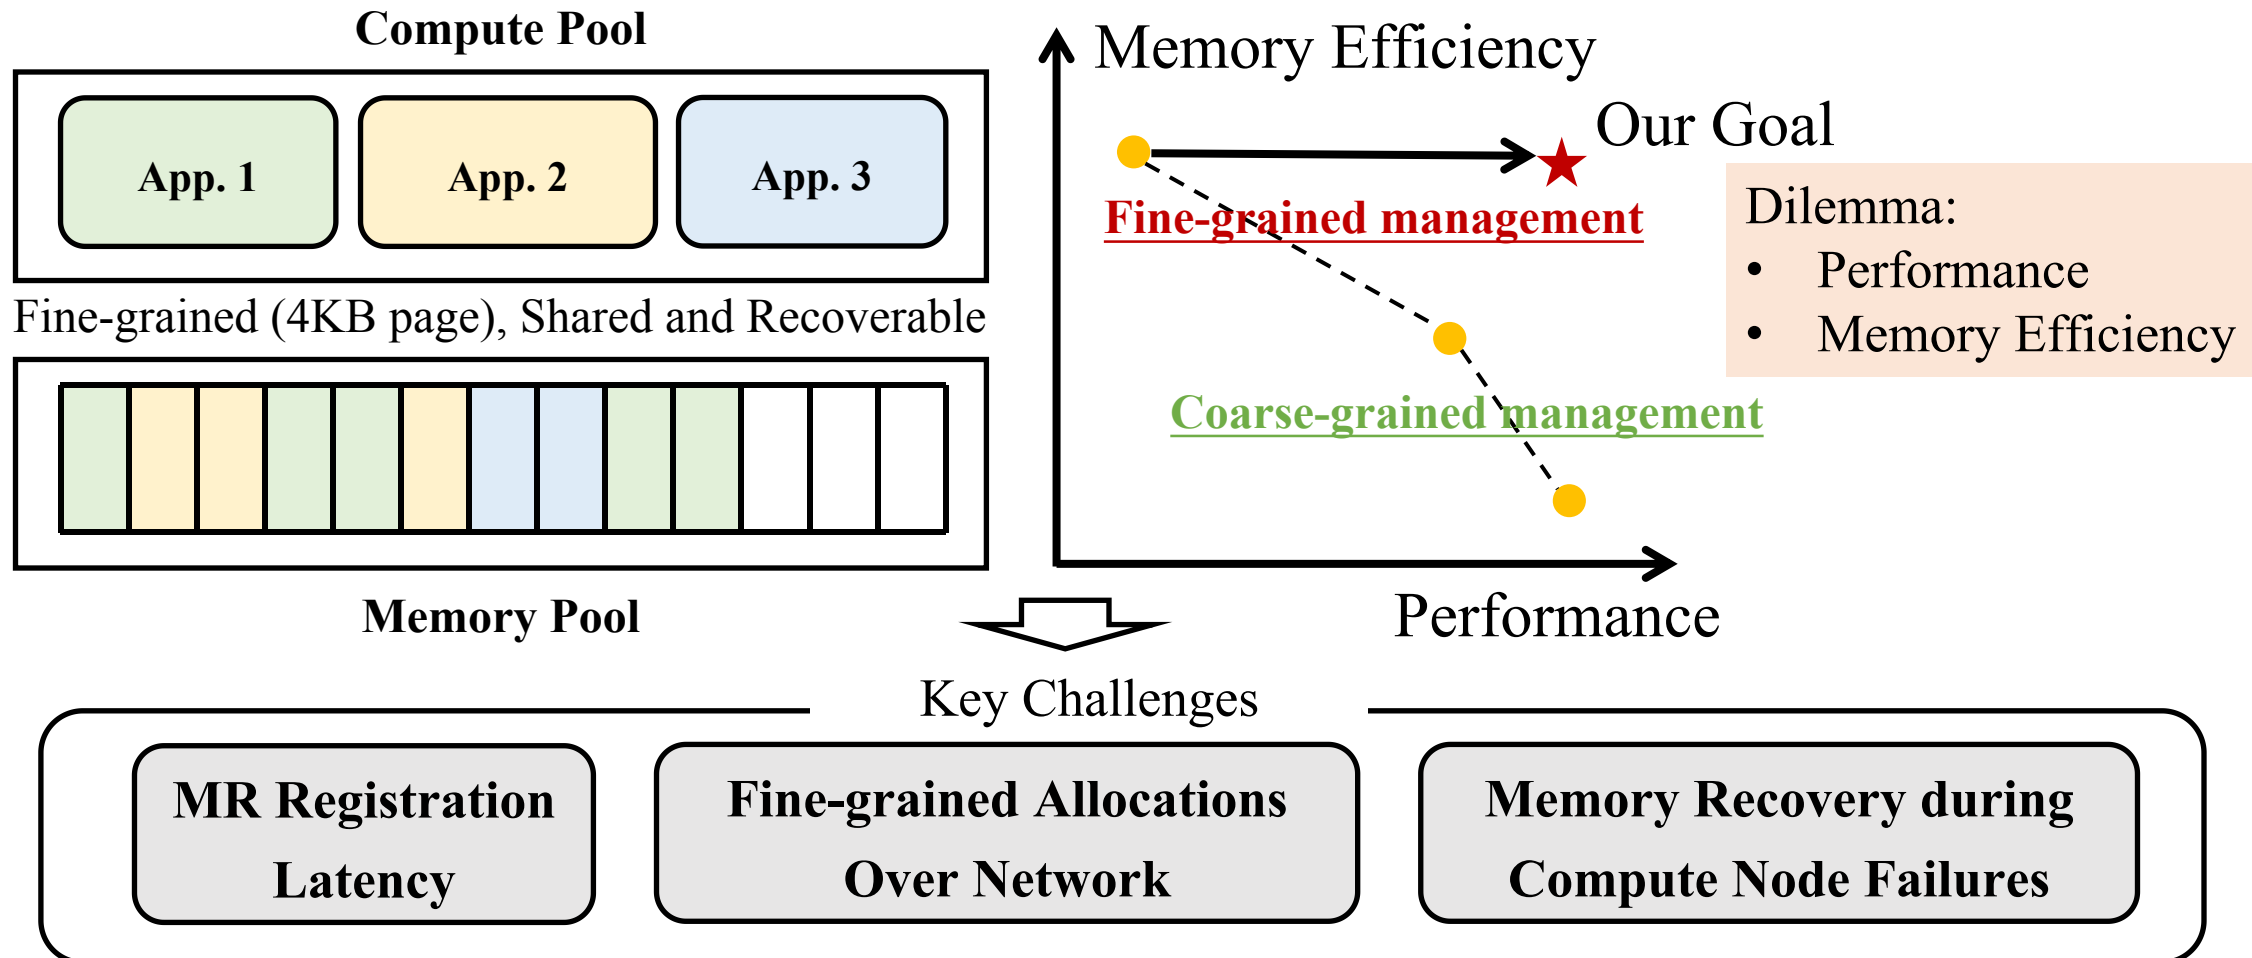 Compute Pool
App. 1
App. 2
App. 3
Fine-grained (4KB page), Shared and Recoverable
Memory Pool
Memory Efficiency
Our Goal
Fine-grained management
Coarse-grained management
Performance
Dilemma:
• Performance
• Memory Efficiency
Key Challenges
MR Registration
Latency
Fine-grained Allocations
Over Network
Memory Recovery during
Compute Node Failures